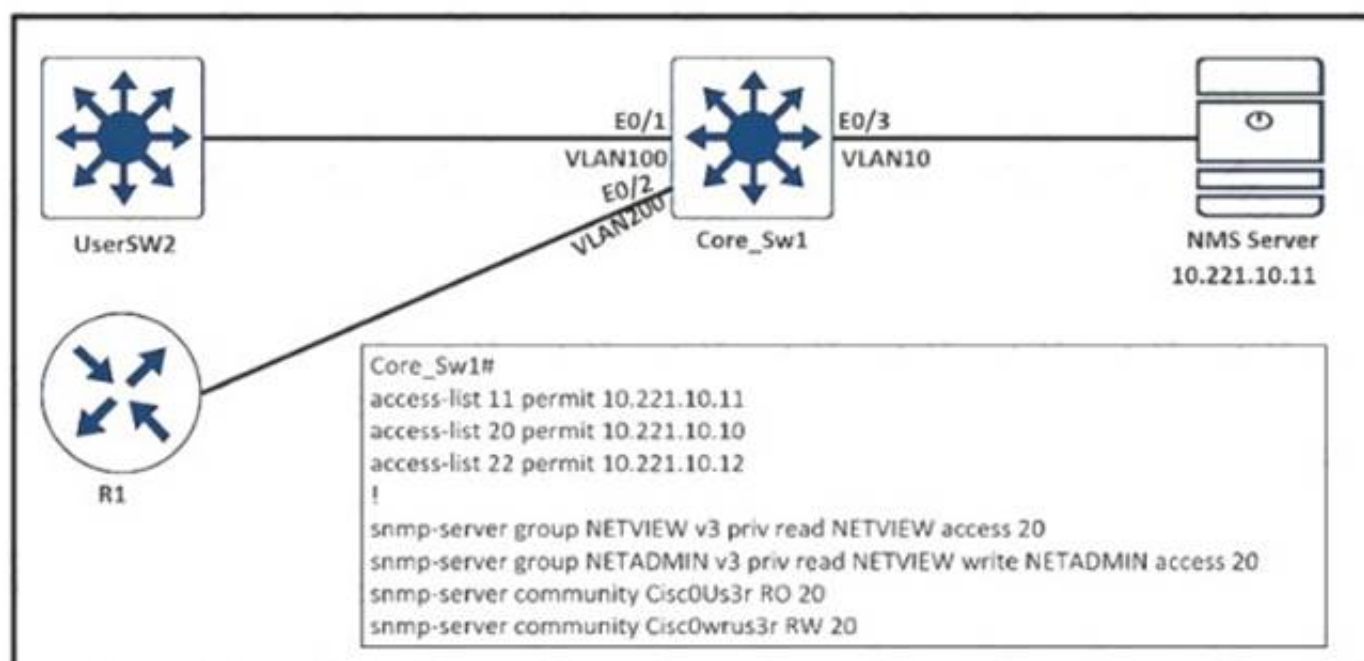 E0/1
E0/3
VLAN100
VLAN10
E0/2
VLAN200
UserSW2
Core_Sw1
NMS Server
10.221.10.11
R1
Core_Sw1#
access-list 11 permit 10.221.10.11
access-list 20 permit 10.221.10.10
access-list 22 permit 10.221.10.12
!
snmp-server group NETVIEW v3 priv read NETVIEW access 20
snmp-server group NETADMIN v3 priv read NETVIEW write NETADMIN access 20
snmp-server community Cisc0Us3r RO 20
snmp-server community Cisc0wrus3r RW 20